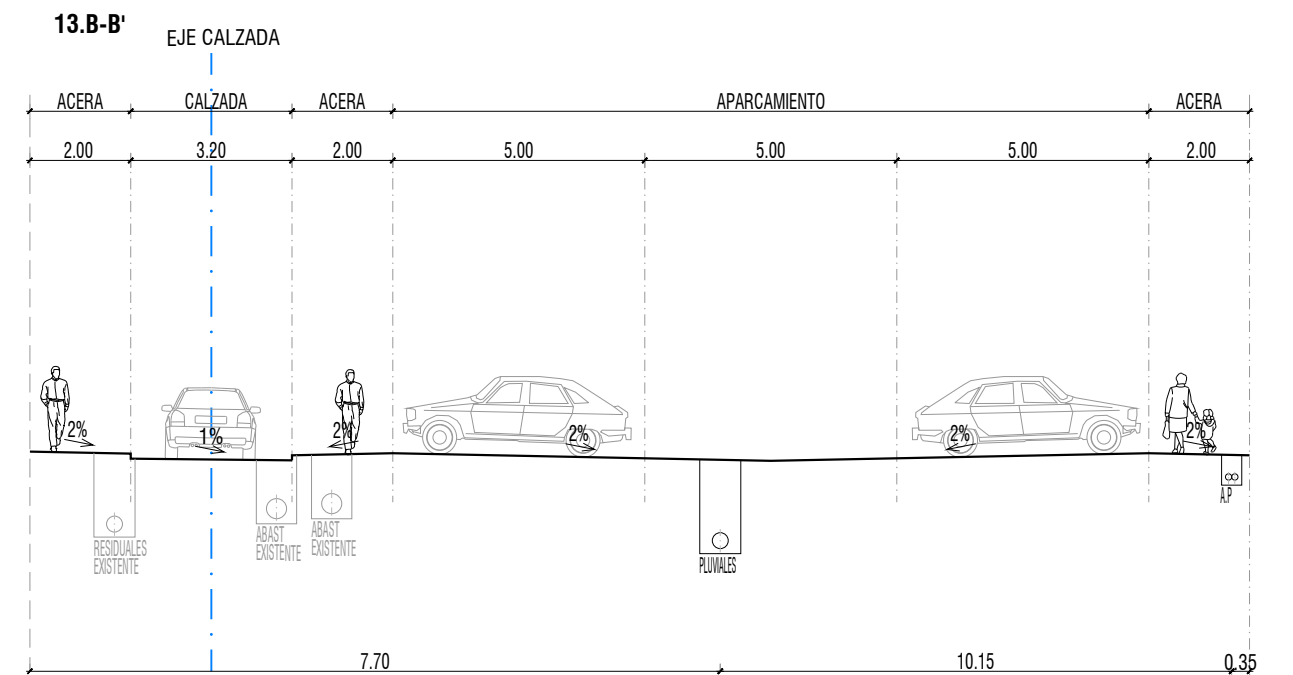 13.B-B'
EJE CALZADA
ACERA CALZADA ACERA APARCAMIENTO ACERA
2.00 3.20 2.00 5.00 5.00 5.00 2.00
2% 1% 2% 2% 2% 2%
RESIDUALES
EXISTENTE
ABAST
EXISTENTE
ABAST
EXISTENTE
PLUVIALES
A.P
7.70 10.15 0.35